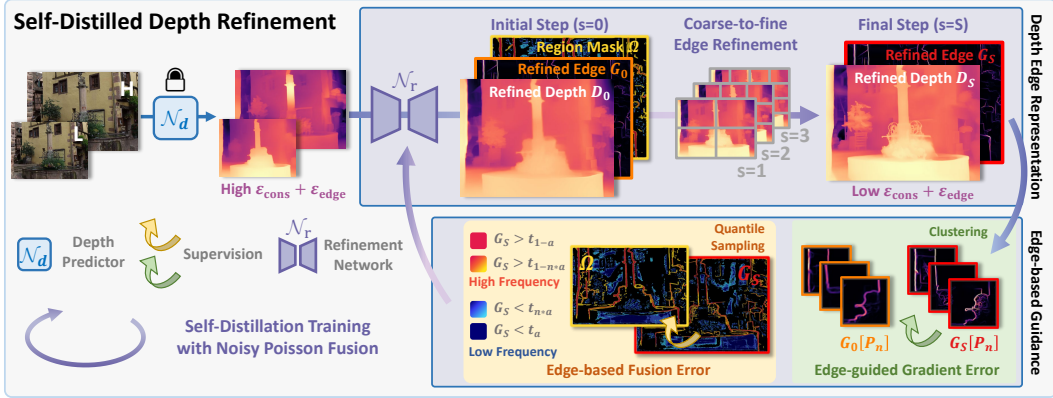 Self-Distilled Depth Refinement
Initial Step (s=0)
Coarse-to-fine
Edge Refinement
Final Step (s=S)
Depth Edge Representation
H
L
𝒩d
High εcons + εedge
𝒩r
Region Mask Ω
Refined Edge G0
Refined Depth D0
s=1
s=2
s=3
Refined Edge GS
Refined Depth DS
Low εcons + εedge
𝒩d
Depth
Predictor
Supervision
𝒩r
Refinement
Network
Self-Distillation Training
with Noisy Poisson Fusion
GS > t1−a
GS > t1−n∗a
High Frequency
GS < tn∗a
GS < ta
Low Frequency
Quantile
Sampling
Ω
GS
Edge-based Fusion Error
Clustering
G0[Pn]
GS[Pn]
Edge-guided Gradient Error
Edge-based Guidance